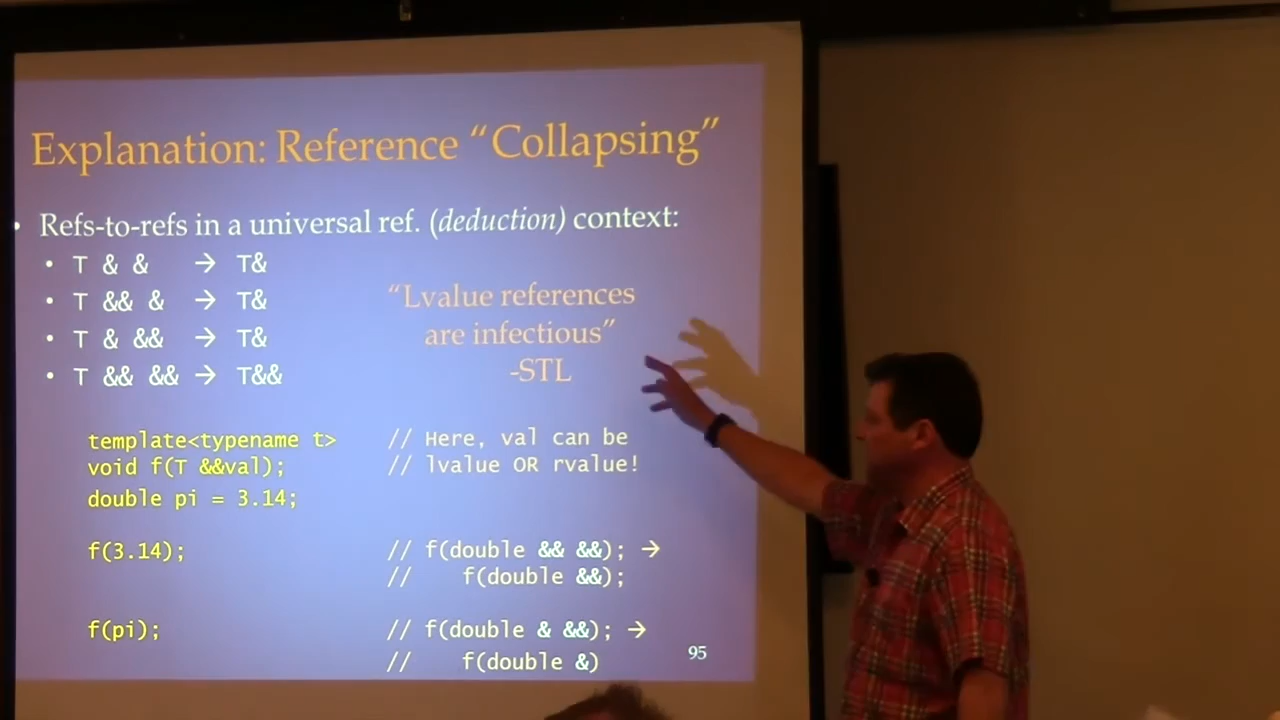 Explanation: Reference “Collapsing”
• Refs-to-refs in a universal ref. (deduction) context:
• T & & → T&
• T && & → T&
• T & && → T&
• T && && → T&&
“Lvalue references
are infectious”
-STL
template<typename t> // Here, val can be
void f(T &&val); // lvalue OR rvalue!
double pi = 3.14;
f(3.14); // f(double && &&); →
// f(double &&);
f(pi); // f(double & &&); →
// f(double &)
95